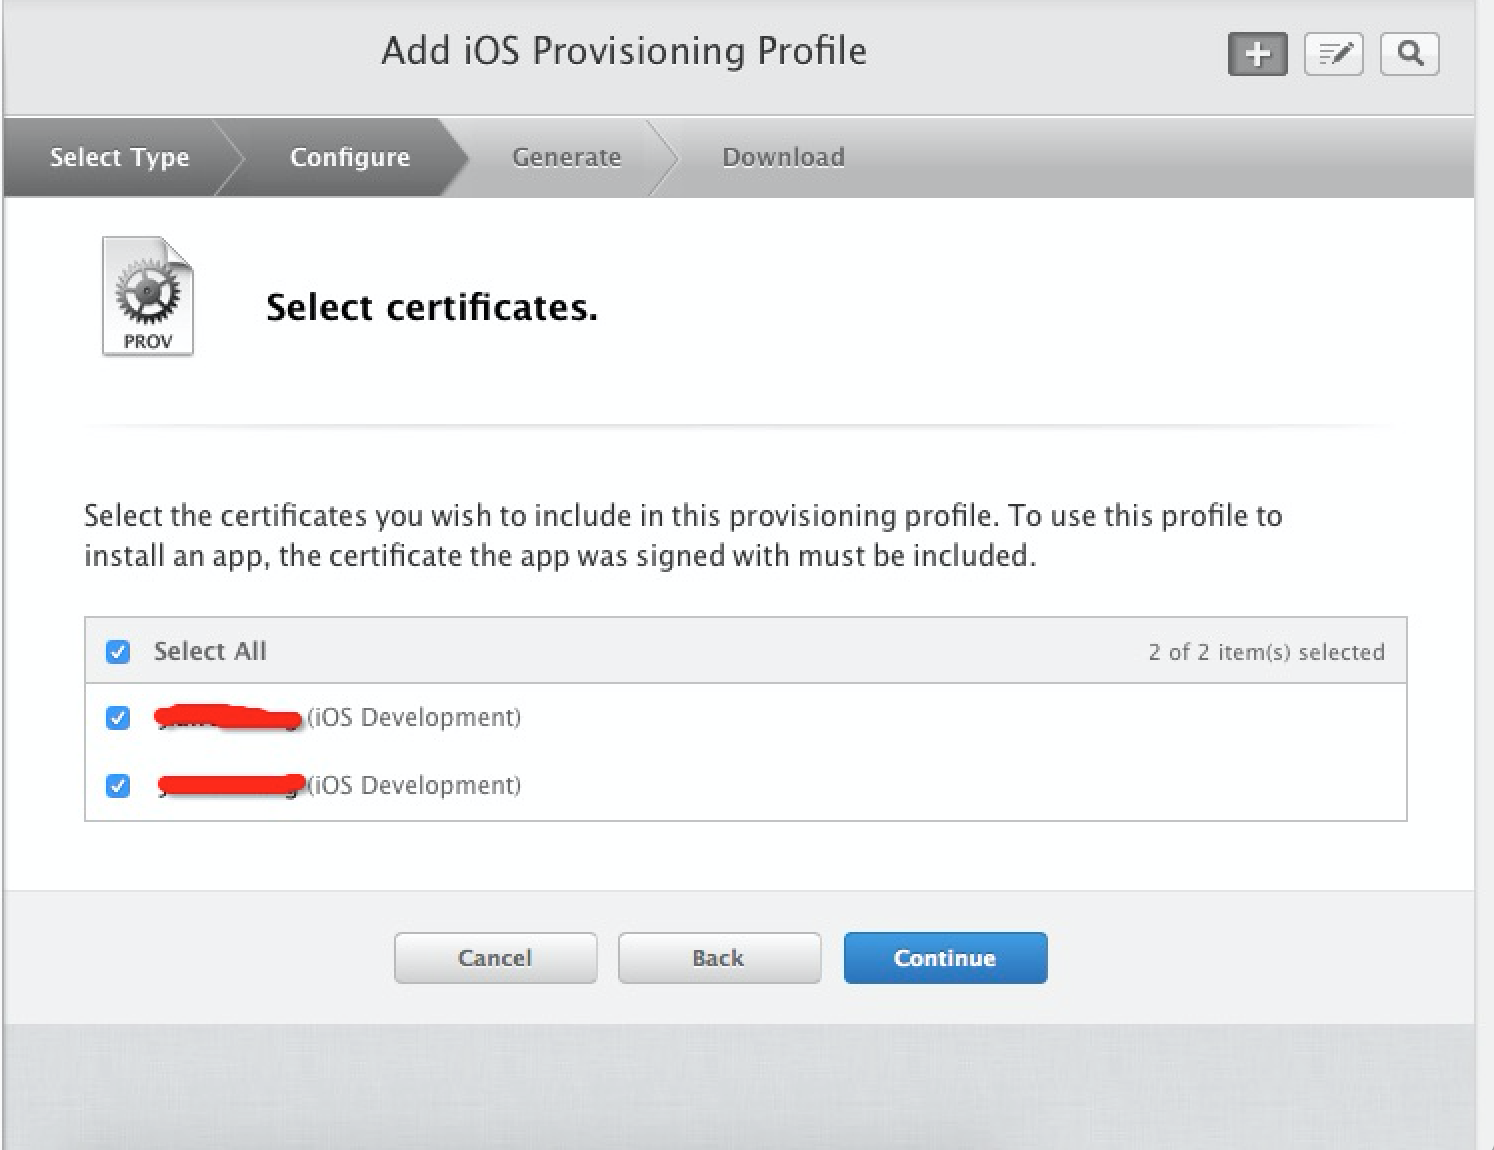 Add iOS Provisioning Profile
Select Type
Configure
Generate
Download
PROV
Select certificates.
Select the certificates you wish to include in this provisioning profile. To use this profile to
install an app, the certificate the app was signed with must be included.
Select All
2 of 2 item(s) selected
(iOS Development)
(iOS Development)
Cancel
Back
Continue